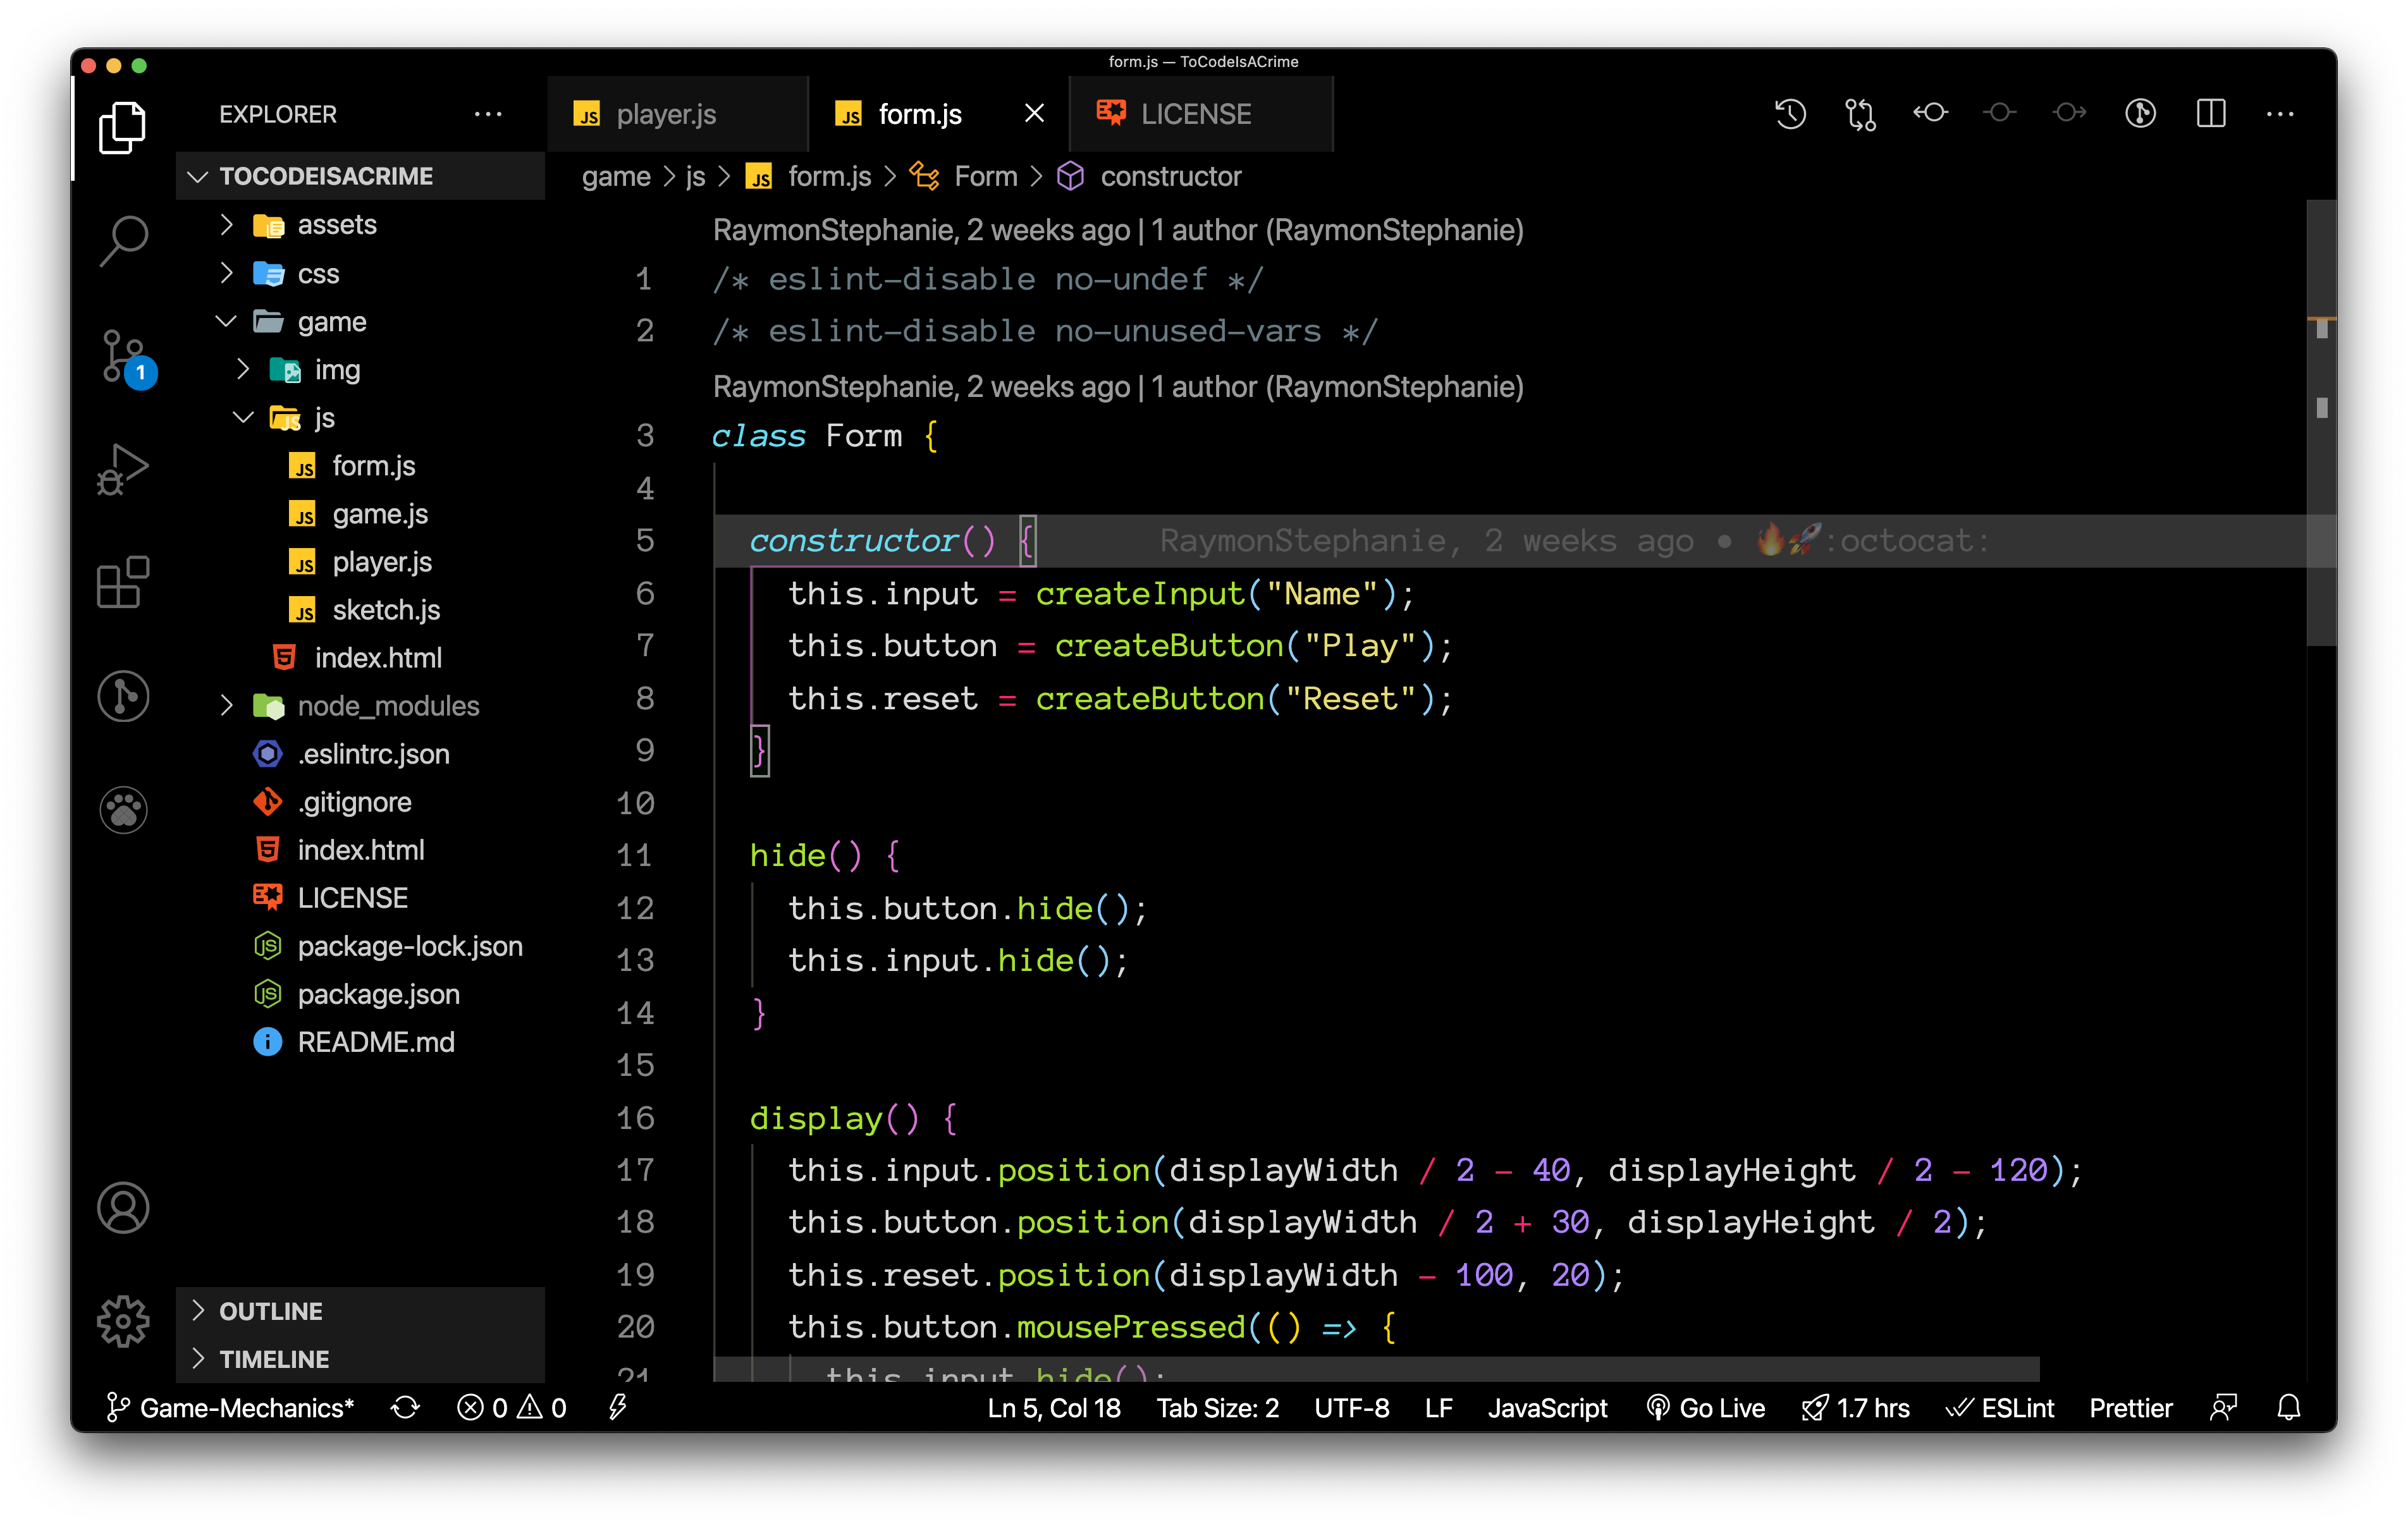 form.js — ToCodeIsACrime
EXPLORER
player.js
form.js
LICENSE
TOCODEISACRIME
game > js > form.js > Form > constructor
assets
css
game
img
js
form.js
game.js
player.js
sketch.js
index.html
node_modules
.eslintrc.json
.gitignore
index.html
LICENSE
package-lock.json
package.json
README.md
OUTLINE
TIMELINE
1
RaymonStephanie, 2 weeks ago | 1 author (RaymonStephanie)
1 /* eslint-disable no-undef */
2 /* eslint-disable no-unused-vars */
RaymonStephanie, 2 weeks ago | 1 author (RaymonStephanie)
3 class Form {
4
5 constructor() { RaymonStephanie, 2 weeks ago • 🔥🚀:octocat:
6 this.input = createInput("Name");
7 this.button = createButton("Play");
8 this.reset = createButton("Reset");
9 }
10
11 hide() {
12 this.button.hide();
13 this.input.hide();
14 }
15
16 display() {
17 this.input.position(displayWidth / 2 - 40, displayHeight / 2 - 120);
18 this.button.position(displayWidth / 2 + 30, displayHeight / 2);
19 this.reset.position(displayWidth - 100, 20);
20 this.button.mousePressed(() => {
21 this.input.hide();
Game-Mechanics* 0 0 Ln 5, Col 18 Tab Size: 2 UTF-8 LF JavaScript Go Live 1.7 hrs ESLint Prettier